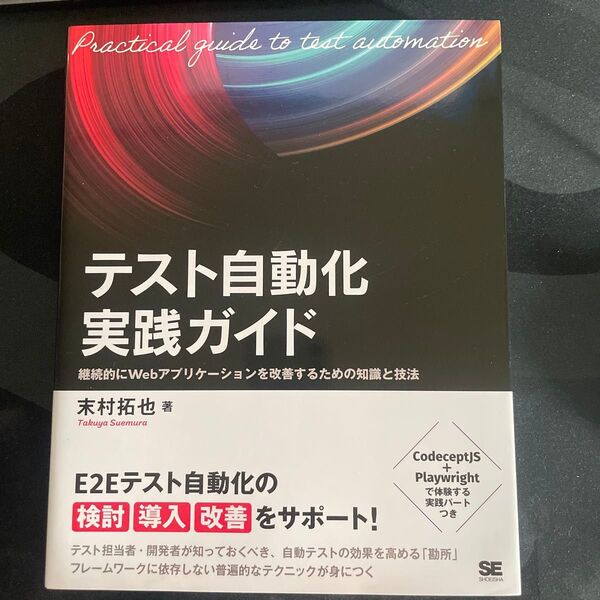 Practical guide to test automation
テスト自動化
実践ガイド
継続的にWebアプリケーションを改善するための知識と技法
末村拓也 著
Takuya Suemura
CodeceptJS
+
Playwright
で体験する
実践パート
つき
E2Eテスト自動化の
検討 導入 改善 をサポート!
テスト担当者・開発者が知っておくべき、自動テストの効果を高める「勘所」
フレームワークに依存しない普遍的なテクニックが身につく
SE
SHOEISHA